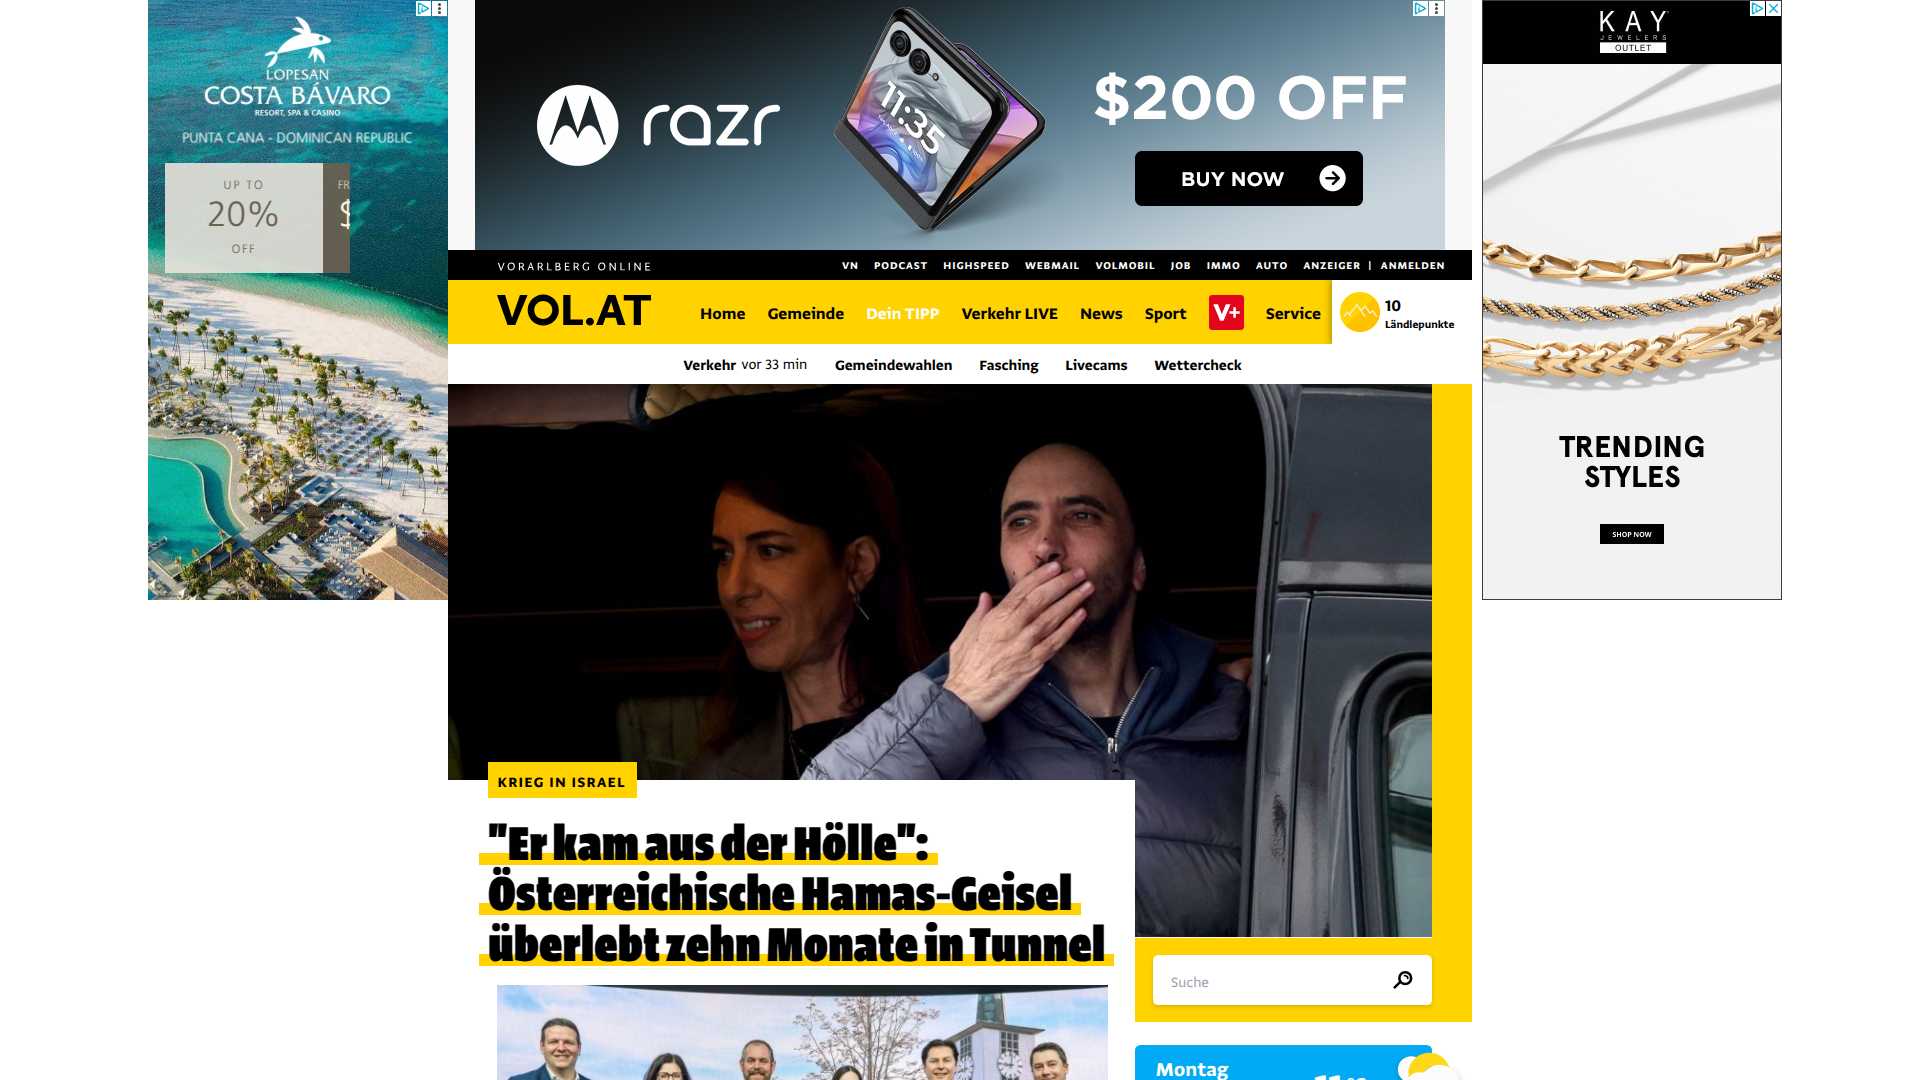 LOPESAN
COSTA BÁVARO
RESORT, SPA & CASINO
PUNTA CANA - DOMINICAN REPUBLIC
UP TO
20%
OFF
FR
$
razr
11:35
$200 OFF
BUY NOW
KAY
JEWELERS
OUTLET
TRENDING
STYLES
SHOP NOW
VORARLBERG ONLINE
VN PODCAST HIGHSPEED WEBMAIL VOLMOBIL JOB IMMO AUTO ANZEIGER | ANMELDEN
VOL.AT
Home Gemeinde Dein TIPP Verkehr LIVE News Sport V+ Service
10
Ländlepunkte
Verkehr vor 33 min Gemeindewahlen Fasching Livecams Wettercheck
KRIEG IN ISRAEL
"Er kam aus der Hölle":
Österreichische Hamas-Geisel
überlebt zehn Monate in Tunnel
Suche
Montag